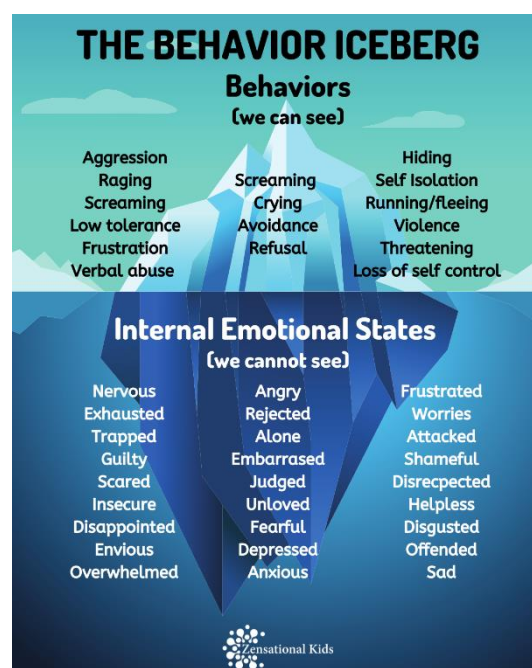 THE BEHAVIOR ICEBERG
Behaviors
(we can see)
Aggression
Raging
Screaming
Low tolerance
Frustration
Verbal abuse
Screaming
Crying
Avoidance
Refusal
Hiding
Self Isolation
Running/fleeing
Violence
Threatening
Loss of self control
Internal Emotional States
(we cannot see)
Nervous
Exhausted
Trapped
Guilty
Scared
Insecure
Disappointed
Envious
Overwhelmed
Angry
Rejected
Alone
Embarrased
Judged
Unloved
Fearful
Depressed
Anxious
Frustrated
Worries
Attacked
Shameful
Disrecpected
Helpless
Disgusted
Offended
Sad
Zensational Kids